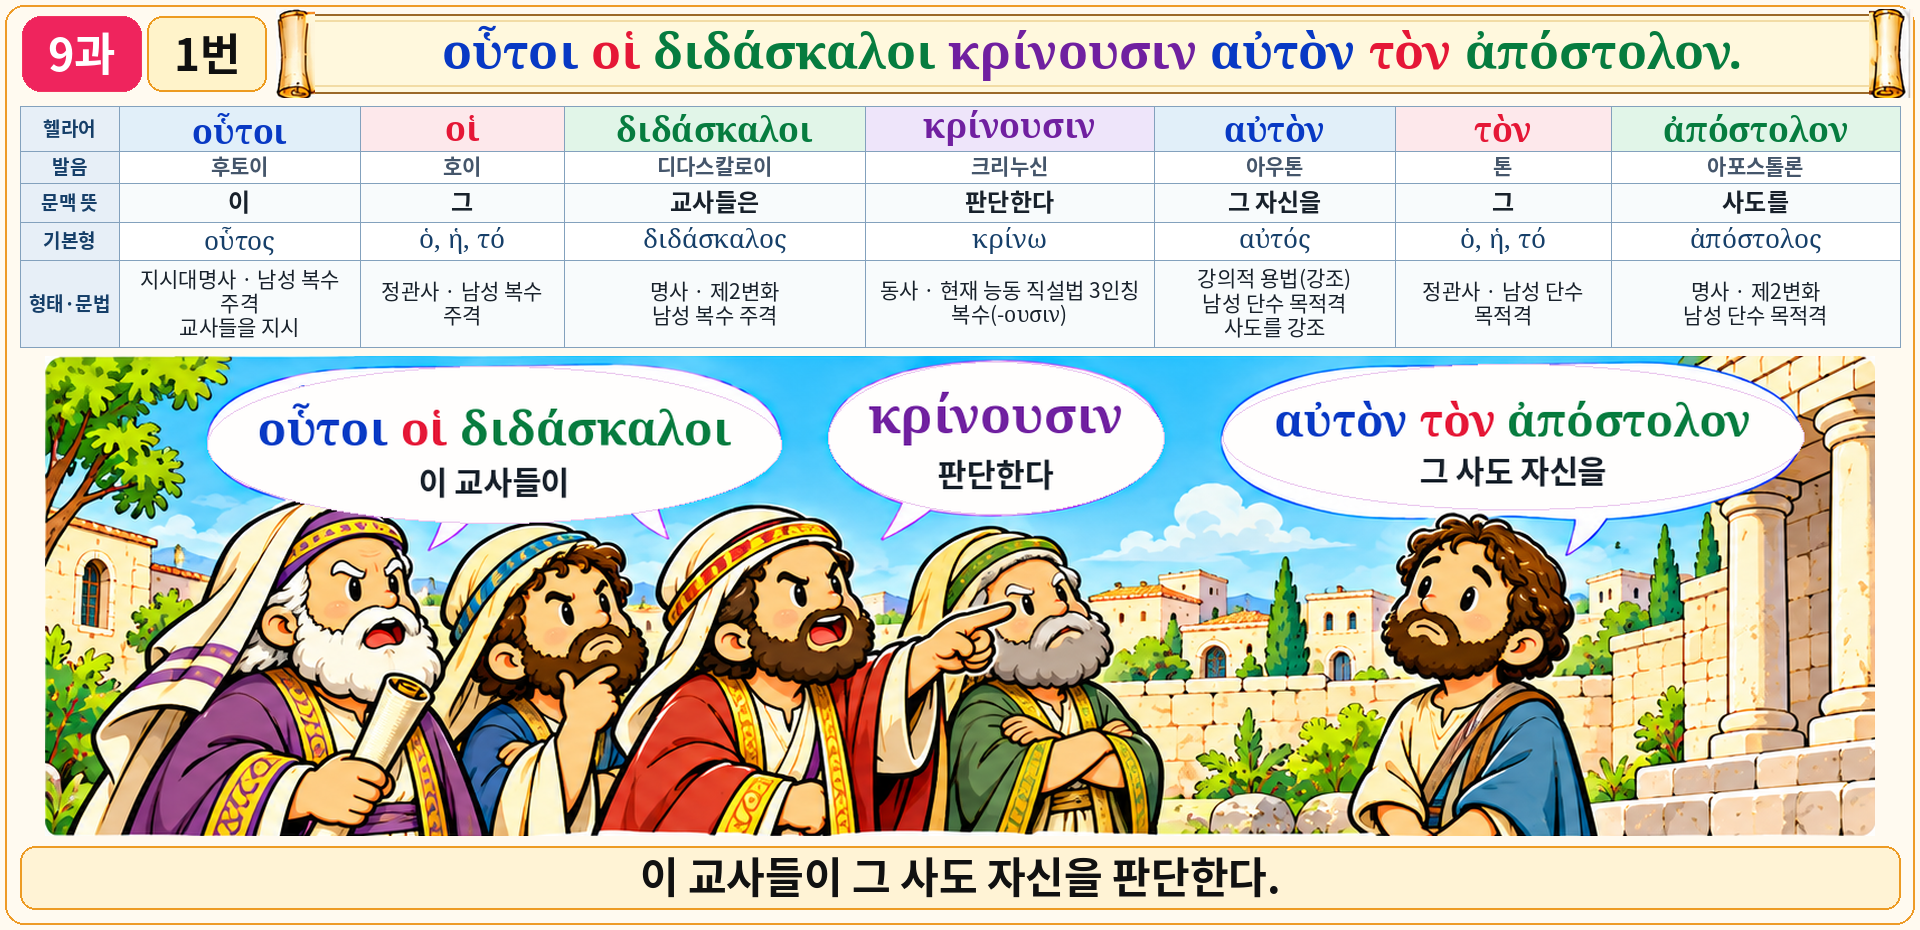 9과 1번 οὗτοι οἱ διδάσκαλοι κρίνουσιν αὐτὸν τὸν ἀπόστολον.
헬라어 οὗτοι οἱ διδάσκαλοι κρίνουσιν αὐτὸν τὸν ἀπόστολον
발음 후토이 호이 디다스칼로이 크리누신 아우톤 톤 아포스톨론
문맥 뜻 이 그 교사들은 판단한다 그 자신을 그 사도를
기본형 οὗτος ὁ, ἡ, τό διδάσκαλος κρίνω αὐτός ὁ, ἡ, τό ἀπόστολος
형태·문법
지시대명사 · 남성 복수
주격
교사들을 지시
정관사 · 남성 복수
주격
명사 · 제2변화
남성 복수 주격
동사 · 현재 능동 직설법 3인칭
복수(-ουσιν)
강의적 용법(강조)
남성 단수 목적격
사도를 강조
정관사 · 남성 단수
목적격
명사 · 제2변화
남성 단수 목적격
οὗτοι οἱ διδάσκαλοι
이 교사들이
κρίνουσιν
판단한다
αὐτὸν τὸν ἀπόστολον
그 사도 자신을
이 교사들이 그 사도 자신을 판단한다.